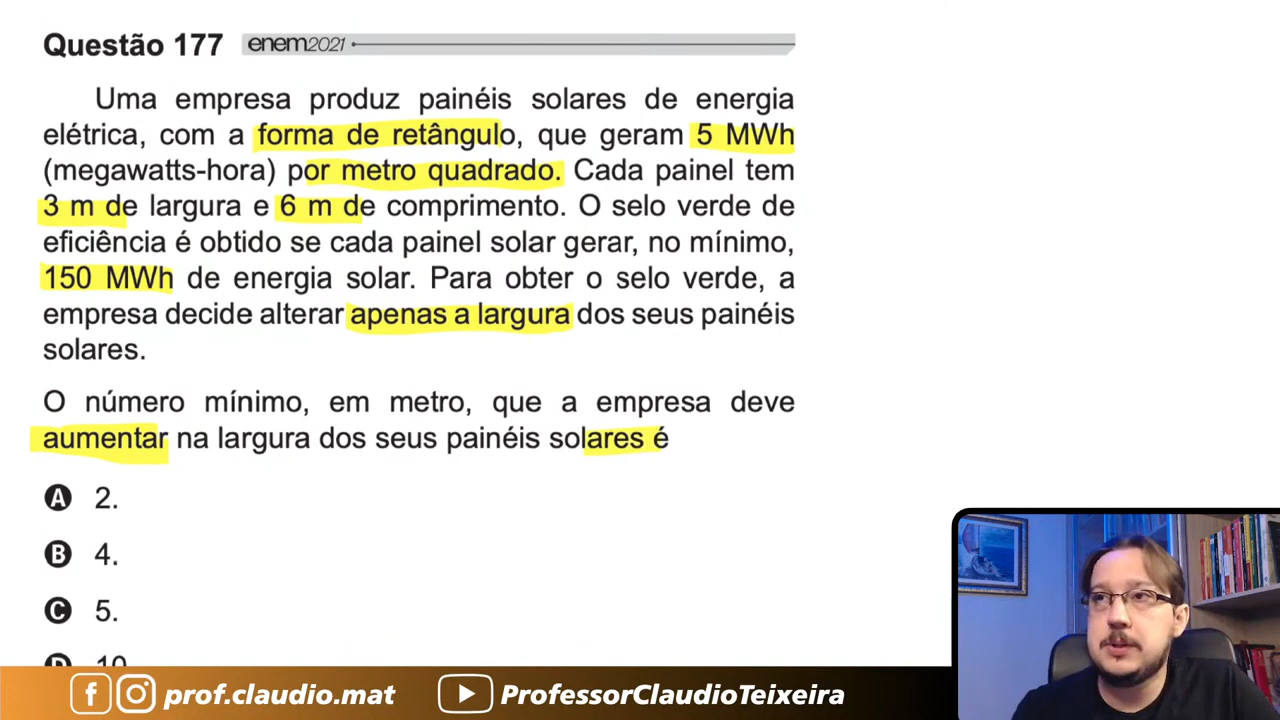 Questão 177 enem2021
Uma empresa produz painéis solares de energia
elétrica, com a forma de retângulo, que geram 5 MWh
(megawatts-hora) por metro quadrado. Cada painel tem
3 m de largura e 6 m de comprimento. O selo verde de
eficiência é obtido se cada painel solar gerar, no mínimo,
150 MWh de energia solar. Para obter o selo verde, a
empresa decide alterar apenas a largura dos seus painéis
solares.
O número mínimo, em metro, que a empresa deve
aumentar na largura dos seus painéis solares é
A 2.
B 4.
C 5.
D 10
prof.claudio.mat ProfessorClaudioTeixeira